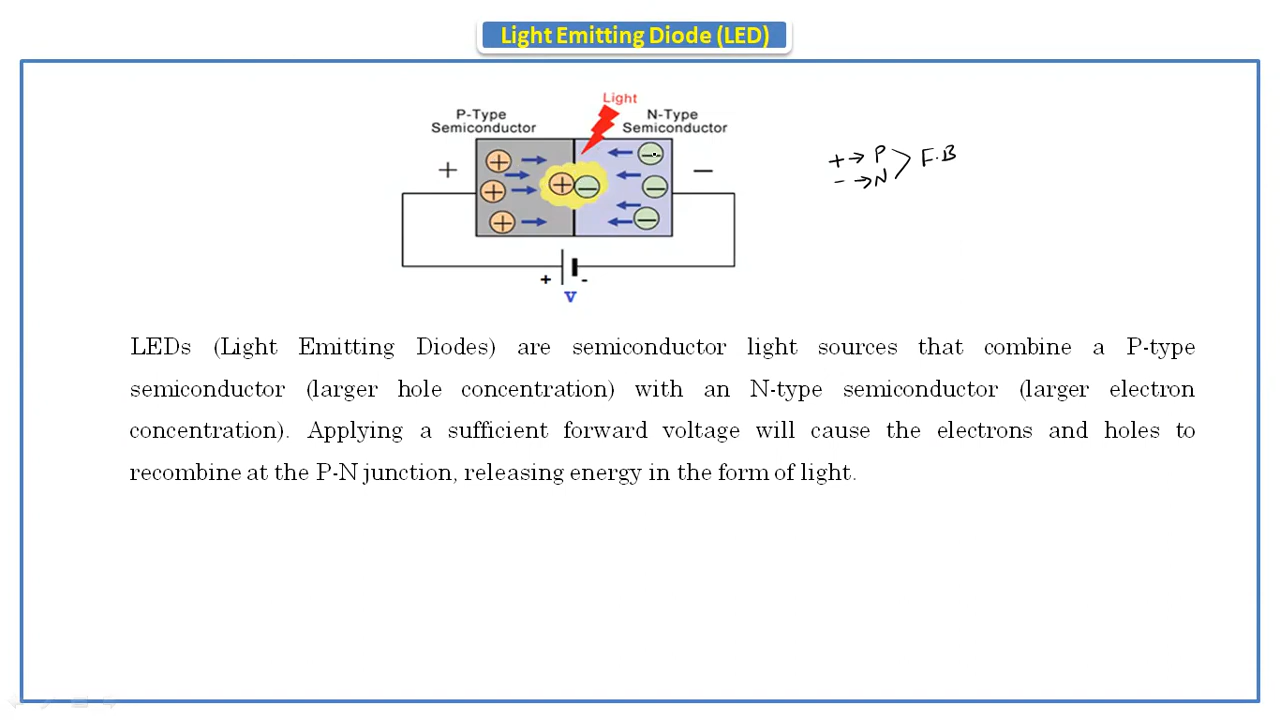 Light Emitting Diode (LED)
Light
P-Type
Semiconductor
N-Type
Semiconductor
+
−
+ → P
− → N
F.B
+
-
V
LEDs (Light Emitting Diodes) are semiconductor light sources that combine a P-type
semiconductor (larger hole concentration) with an N-type semiconductor (larger electron
concentration). Applying a sufficient forward voltage will cause the electrons and holes to
recombine at the P-N junction, releasing energy in the form of light.